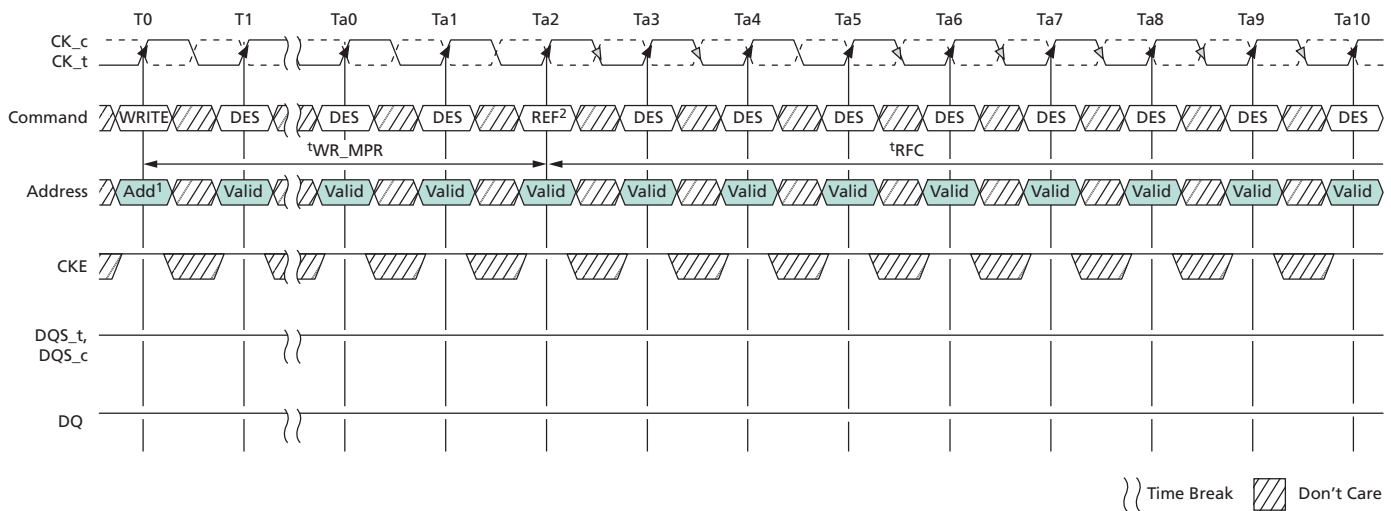 T0 T1 Ta0 Ta1 Ta2 Ta3 Ta4 Ta5 Ta6 Ta7 Ta8 Ta9 Ta10
CK_c
CK_t
Command WRITE DES DES DES REF2 DES DES DES DES DES DES DES DES
tWR_MPR tRFC
Address Add1 Valid Valid Valid Valid Valid Valid Valid Valid Valid Valid Valid Valid
CKE
DQS_t,
DQS_c
DQ
Time Break Don't Care